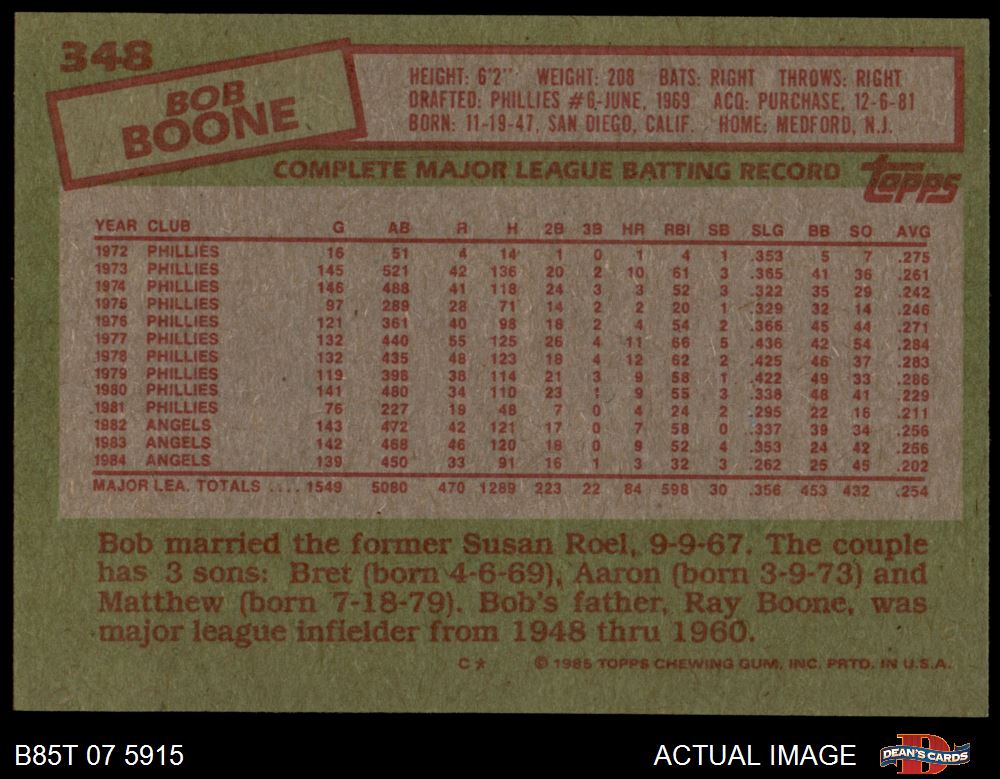 348
BOB
BOONE
HEIGHT: 6'2" WEIGHT: 208 BATS: RIGHT THROWS: RIGHT
DRAFTED: PHILLIES #6-JUNE, 1969 ACQ: PURCHASE, 12-6-81
BORN: 11-19-47, SAN DIEGO, CALIF. HOME: MEDFORD, N.J.
COMPLETE MAJOR LEAGUE BATTING RECORD topps
YEAR CLUB G AB R H 2B 3B HR RBI SB SLG BB SO AVG
1972 PHILLIES 16 51 4 14 1 0 1 4 1 .353 5 7 .275
1973 PHILLIES 145 521 42 136 20 2 10 61 3 .365 41 36 .261
1974 PHILLIES 146 488 41 118 24 3 3 52 3 .322 35 29 .242
1975 PHILLIES 97 289 28 71 14 2 2 20 1 .329 32 14 .246
1976 PHILLIES 121 361 40 98 18 2 4 54 2 .366 45 44 .271
1977 PHILLIES 132 440 55 125 26 4 11 66 5 .436 42 54 .284
1978 PHILLIES 132 435 48 123 18 4 12 62 2 .425 46 37 .283
1979 PHILLIES 119 398 38 114 21 3 9 58 1 .422 49 33 .286
1980 PHILLIES 141 480 34 110 23 1 9 55 3 .338 48 41 .229
1981 PHILLIES 76 227 19 48 7 0 4 24 2 .295 22 16 .211
1982 ANGELS 143 472 42 121 17 0 7 58 0 .337 39 34 .256
1983 ANGELS 142 468 46 120 18 0 9 52 4 .353 24 42 .256
1984 ANGELS 139 450 33 91 16 1 3 32 3 .262 25 45 .202
MAJOR LEA. TOTALS .... 1549 5080 470 1289 223 22 84 598 30 .356 453 432 .254
Bob married the former Susan Roel, 9-9-67. The couple
has 3 sons: Bret (born 4-6-69), Aaron (born 3-9-73) and
Matthew (born 7-18-79). Bob's father, Ray Boone, was
major league infielder from 1948 thru 1960.
C* © 1985 TOPPS CHEWING GUM, INC. PRTD. IN U.S.A.
B85T 07 5915 ACTUAL IMAGE DEAN'S CARDS